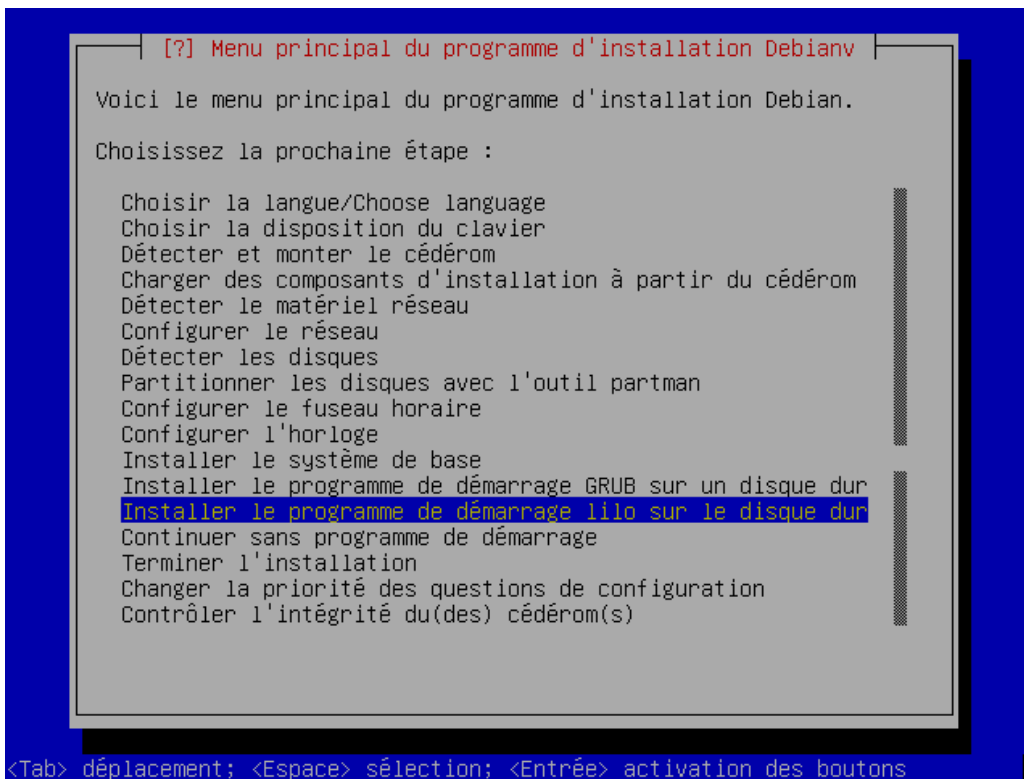 [?] Menu principal du programme d'installation Debianv
Voici le menu principal du programme d'installation Debian.
Choisissez la prochaine étape :
Choisir la langue/Choose language
Choisir la disposition du clavier
Détecter et monter le cédérom
Charger des composants d'installation à partir du cédérom
Détecter le matériel réseau
Configurer le réseau
Détecter les disques
Partitionner les disques avec l'outil partman
Configurer le fuseau horaire
Configurer l'horloge
Installer le système de base
Installer le programme de démarrage GRUB sur un disque dur
Installer le programme de démarrage lilo sur le disque dur
Continuer sans programme de démarrage
Terminer l'installation
Changer la priorité des questions de configuration
Contrôler l'intégrité du(des) cédérom(s)
<Tab> déplacement; <Espace> sélection; <Entrée> activation des boutons